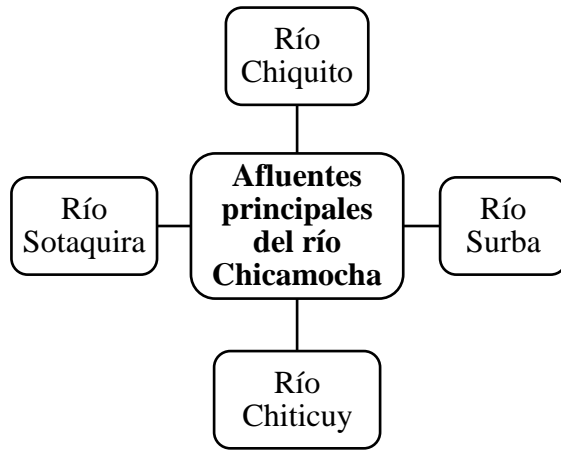 Río
Chiquito
Río
Sotaquira
Afluentes
principales
del río
Chicamocha
Río
Surba
Río
Chiticuy